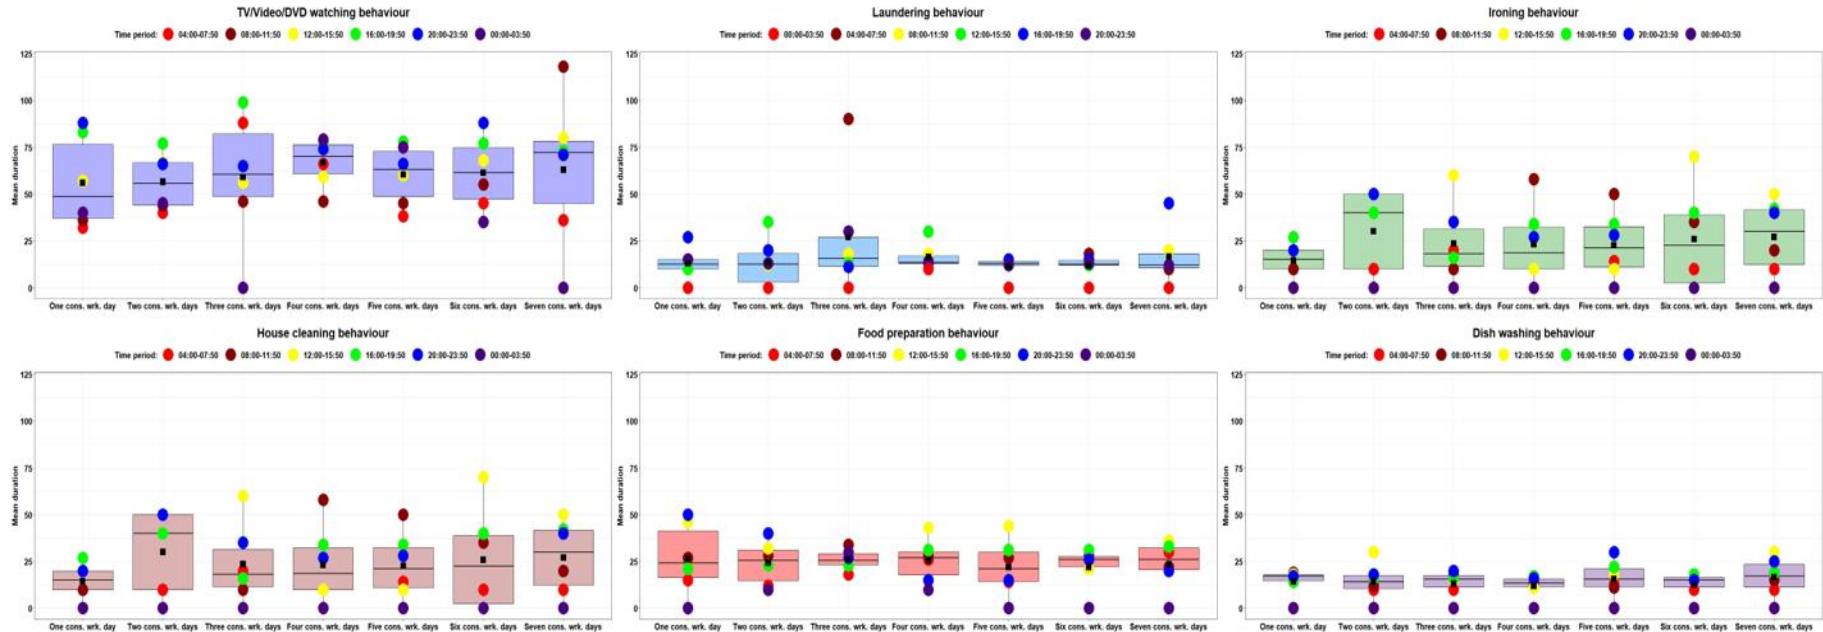 TV/Video/DVD watching behaviour
Time period: 04:00-07:50 08:00-11:50 12:00-15:50 16:00-19:50 20:00-23:50 00:00-03:50
Mean duration
125
100
75
50
25
0
One cons. wrk. day Two cons. wrk. days Three cons. wrk. days Four cons. wrk. days Five cons. wrk. days Six cons. wrk. days Seven cons. wrk. days
Laundering behaviour
Time period: 00:00-03:50 04:00-07:50 08:00-11:50 12:00-15:50 16:00-19:50 20:00-23:50
Mean duration
125
100
75
50
25
0
One cons. wrk. day Two cons. wrk. days Three cons. wrk. days Four cons. wrk. days Five cons. wrk. days Six cons. wrk. days Seven cons. wrk. days
Ironing behaviour
Time period: 04:00-07:50 08:00-11:50 12:00-15:50 16:00-19:50 20:00-23:50 00:00-03:50
Mean duration
125
100
75
50
25
0
One cons. wrk. day Two cons. wrk. days Three cons. wrk. days Four cons. wrk. days Five cons. wrk. days Six cons. wrk. days Seven cons. wrk. days
House cleaning behaviour
Time period: 04:00-07:50 08:00-11:50 12:00-15:50 16:00-19:50 20:00-23:50 00:00-03:50
Mean duration
125
100
75
50
25
0
One cons. wrk. day Two cons. wrk. days Three cons. wrk. days Four cons. wrk. days Five cons. wrk. days Six cons. wrk. days Seven cons. wrk. days
Food preparation behaviour
Time period: 04:00-07:50 08:00-11:50 12:00-15:50 16:00-19:50 20:00-23:50 00:00-03:50
Mean duration
125
100
75
50
25
0
One cons. wrk. day Two cons. wrk. days Three cons. wrk. days Four cons. wrk. days Five cons. wrk. days Six cons. wrk. days Seven cons. wrk. days
Dish washing behaviour
Time period: 04:00-07:50 08:00-11:50 12:00-15:50 16:00-19:50 20:00-23:50 00:00-03:50
Mean duration
125
100
75
50
25
0
One cons. wrk. day Two cons. wrk. days Three cons. wrk. days Four cons. wrk. days Five cons. wrk. days Six cons. wrk. days Seven cons. wrk. days